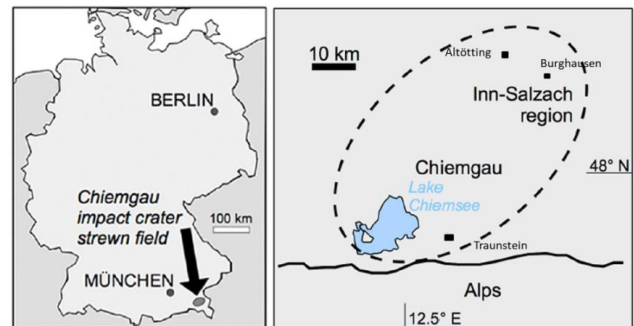 BERLIN
Chiemgau
impact crater
strewn field
100 km
MÜNCHEN
10 km
Altötting
Burghausen
Inn-Salzach
region
Chiemgau
48° N
Lake
Chiemsee
Traunstein
Alps
12.5° E